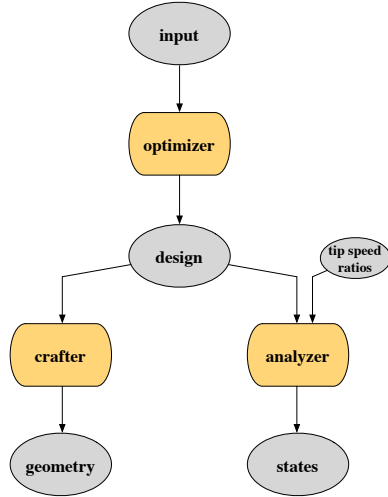 input
optimizer
design
tip speed
ratios
crafter
analyzer
geometry
states